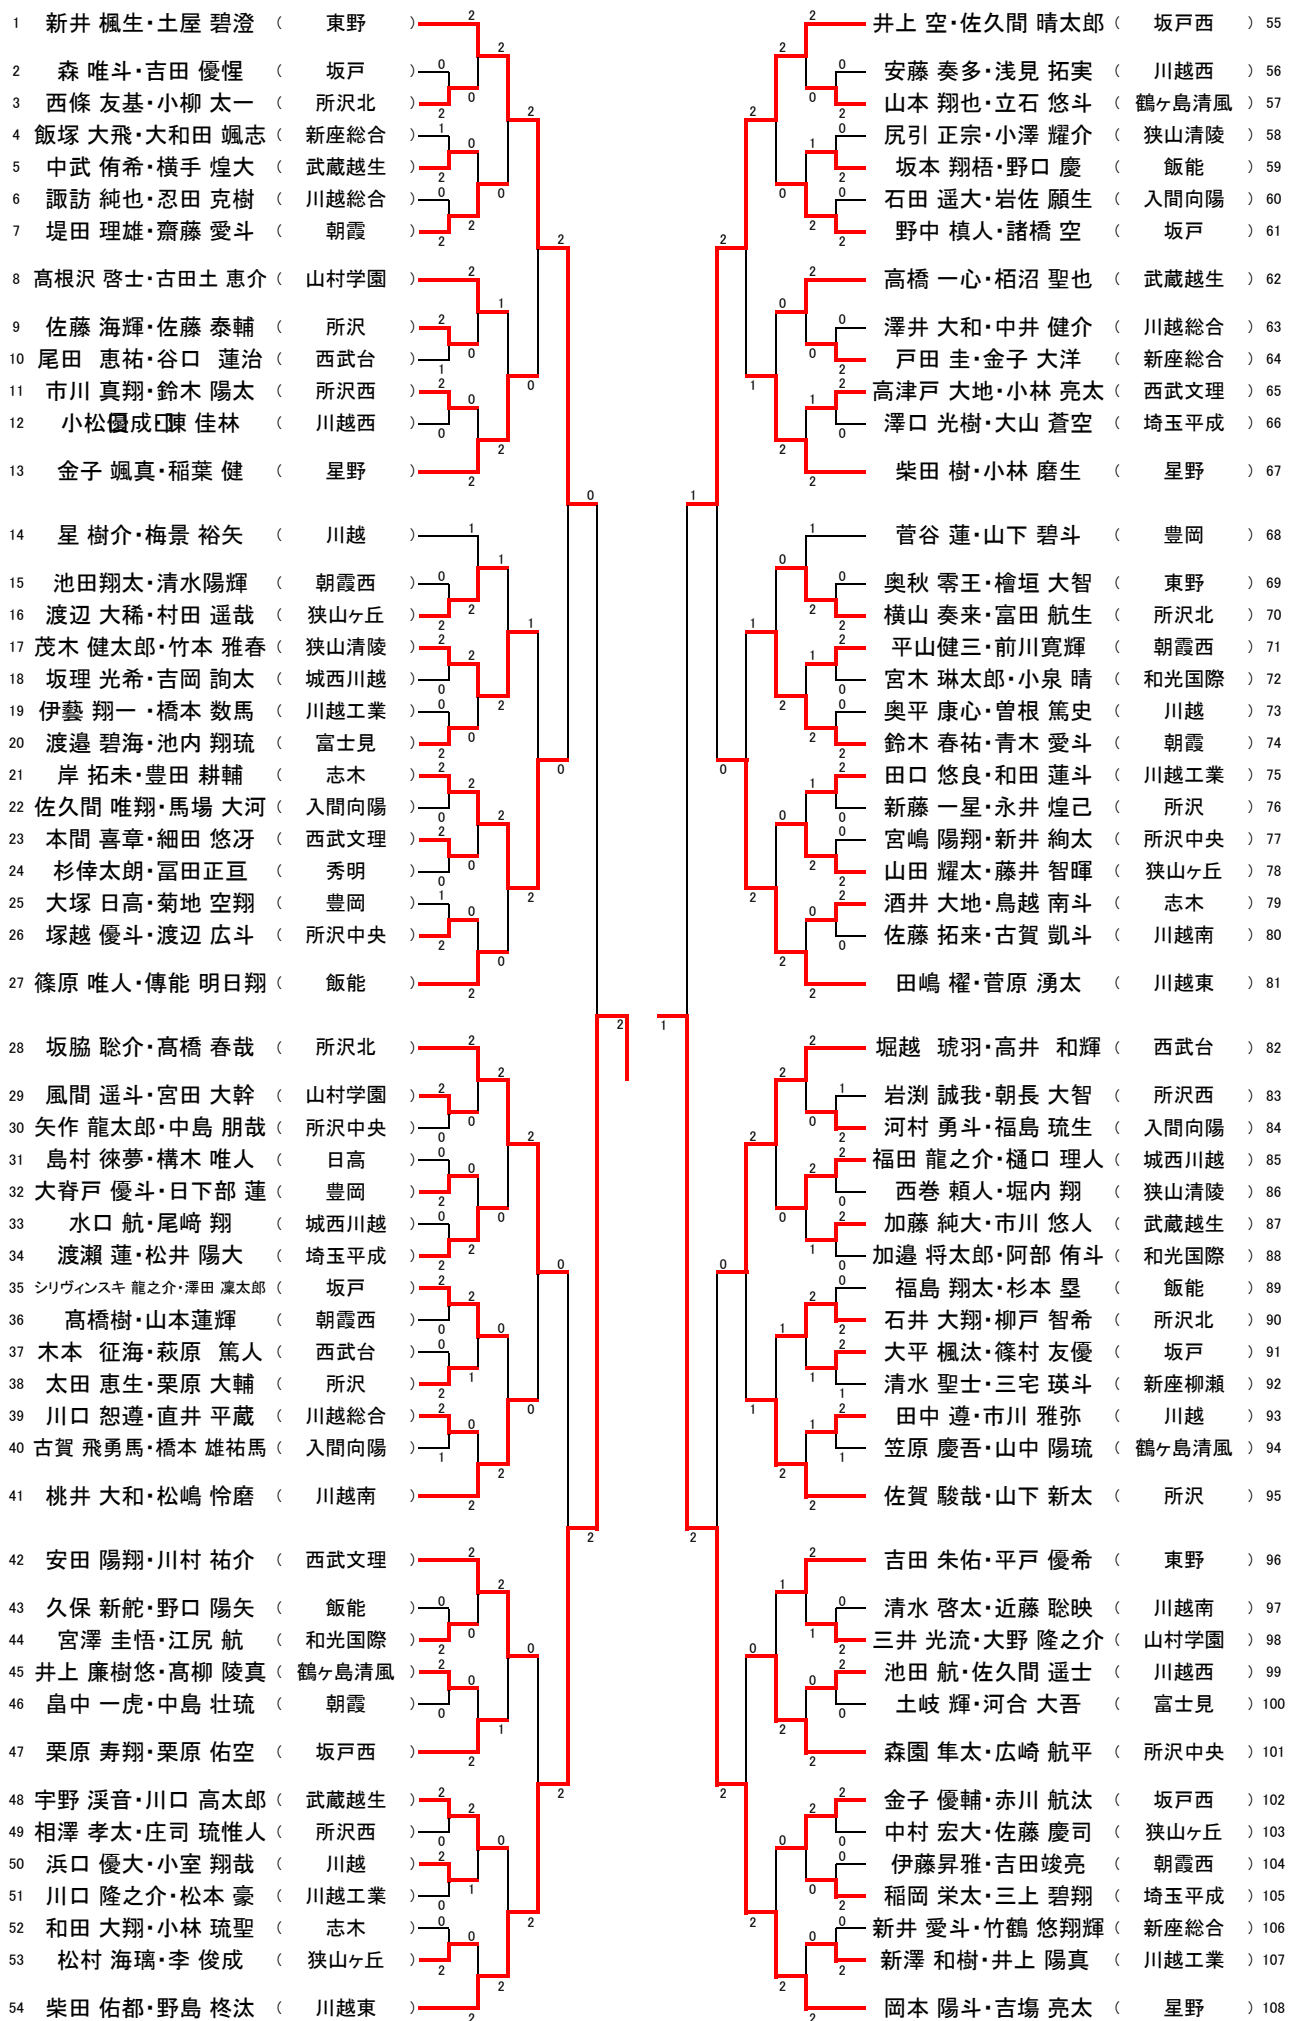 1 新井 楓生・土屋 碧澄 （ 東野 ）
2 森 唯斗・吉田 優惺 （ 坂戸 ）
3 西條 友基・小柳 太一 （ 所沢北 ）
4 飯塚 大飛・大和田 颯志 （ 新座総合 ）
5 中武 侑希・横手 煌大 （ 武蔵越生 ）
6 諏訪 純也・忍田 克樹 （ 川越総合 ）
7 堤田 理雄・齋藤 愛斗 （ 朝霞 ）
8 髙根沢 啓士・古田土 恵介 （ 山村学園 ）
9 佐藤 海輝・佐藤 泰輔 （ 所沢 ）
10 尾田 恵祐・谷口 蓮治 （ 西武台 ）
11 市川 真翔・鈴木 陽太 （ 所沢西 ）
12 小松 成 佳林 （ 川越西 ）
13 金子 颯真・稲葉 健 （ 星野 ）
14 星 樹介・梅景 裕矢 （ 川越 ）
15 池田翔太・清水陽輝 （ 朝霞西 ）
16 渡辺 大稀・村田 遥哉 （ 狭山ヶ丘 ）
17 茂木 健太郎・竹本 雅春 （ 狭山清陵 ）
18 坂理 光希・吉岡 詢太 （ 城西川越 ）
19 伊藝 翔一 ・橋本 数馬 （ 川越工業 ）
20 渡邉 碧海・池内 翔琉 （ 富士見 ）
21 岸 拓未・豊田 耕輔 （ 志木 ）
22 佐久間 唯翔・馬場 大河 （ 入間向陽 ）
23 本間 喜章・細田 悠冴 （ 西武文理 ）
24 杉倖太朗・冨田正亘 （ 秀明 ）
25 大塚 日高・菊地 空翔 （ 豊岡 ）
26 塚越 優斗・渡辺 広斗 （ 所沢中央 ）
27 篠原 唯人・傳能 明日翔 （ 飯能 ）
28 坂脇 聡介・髙橋 春哉 （ 所沢北 ）
29 風間 遥斗・宮田 大幹 （ 山村学園 ）
30 矢作 龍太郎・中島 朋哉 （ 所沢中央 ）
31 島村 徠夢・構木 唯人 （ 日高 ）
32 大脊戸 優斗・日下部 蓮 （ 豊岡 ）
33 水口 航・尾﨑 翔 （ 城西川越 ）
34 渡瀨 蓮・松井 陽大 （ 埼玉平成 ）
35 シリヴィンスキ 龍之介・澤田 凜太郎 （ 坂戸 ）
36 髙橋樹・山本蓮輝 （ 朝霞西 ）
37 木本 征海・萩原 篤人 （ 西武台 ）
38 太田 恵生・栗原 大輔 （ 所沢 ）
39 川口 恕遵・直井 平蔵 （ 川越総合 ）
40 古賀 飛勇馬・橋本 雄祐馬 （ 入間向陽 ）
41 桃井 大和・松嶋 怜磨 （ 川越南 ）
42 安田 陽翔・川村 祐介 （ 西武文理 ）
43 久保 新舵・野口 陽矢 （ 飯能 ）
44 宮澤 圭悟・江尻 航 （ 和光国際 ）
45 井上 廉樹悠・髙柳 陵真 （ 鶴ヶ島清風 ）
46 畠中 一虎・中島 壮琉 （ 朝霞 ）
47 栗原 寿翔・栗原 佑空 （ 坂戸西 ）
48 宇野 渓音・川口 高太郎 （ 武蔵越生 ）
49 相澤 孝太・庄司 琉惟人 （ 所沢西 ）
50 浜口 優大・小室 翔哉 （ 川越 ）
51 川口 隆之介・松本 豪 （ 川越工業 ）
52 和田 大翔・小林 琉聖 （ 志木 ）
53 松村 海璃・李 俊成 （ 狭山ヶ丘 ）
54 柴田 佑都・野島 柊汰 （ 川越東 ）
井上 空・佐久間 晴太郎 （ 坂戸西 ） 55
安藤 奏多・浅見 拓実 （ 川越西 ） 56
山本 翔也・立石 悠斗 （ 鶴ヶ島清風 ） 57
尻引 正宗・小澤 耀介 （ 狭山清陵 ） 58
坂本 翔梧・野口 慶 （ 飯能 ） 59
石田 遥大・岩佐 願生 （ 入間向陽 ） 60
野中 槙人・諸橋 空 （ 坂戸 ） 61
高橋 一心・栢沼 聖也 （ 武蔵越生 ） 62
澤井 大和・中井 健介 （ 川越総合 ） 63
戸田 圭・金子 大洋 （ 新座総合 ） 64
高津戸 大地・小林 亮太 （ 西武文理 ） 65
澤口 光樹・大山 蒼空 （ 埼玉平成 ） 66
柴田 樹・小林 磨生 （ 星野 ） 67
菅谷 蓮・山下 碧斗 （ 豊岡 ） 68
奥秋 零王・檜垣 大智 （ 東野 ） 69
横山 奏来・富田 航生 （ 所沢北 ） 70
平山健三・前川寛輝 （ 朝霞西 ） 71
宮木 琳太郎・小泉 晴 （ 和光国際 ） 72
奥平 康心・曽根 篤史 （ 川越 ） 73
鈴木 春祐・青木 愛斗 （ 朝霞 ） 74
田口 悠良・和田 蓮斗 （ 川越工業 ） 75
新藤 一星・永井 煌己 （ 所沢 ） 76
宮嶋 陽翔・新井 絢太 （ 所沢中央 ） 77
山田 耀太・藤井 智暉 （ 狭山ヶ丘 ） 78
酒井 大地・鳥越 南斗 （ 志木 ） 79
佐藤 拓来・古賀 凱斗 （ 川越南 ） 80
田嶋 櫂・菅原 湧太 （ 川越東 ） 81
堀越 琥羽・高井 和輝 （ 西武台 ） 82
岩渕 誠我・朝長 大智 （ 所沢西 ） 83
河村 勇斗・福島 琉生 （ 入間向陽 ） 84
福田 龍之介・樋口 理人 （ 城西川越 ） 85
西巻 頼人・堀内 翔 （ 狭山清陵 ） 86
加藤 純大・市川 悠人 （ 武蔵越生 ） 87
加邉 将太郎・阿部 侑斗 （ 和光国際 ） 88
福島 翔太・杉本 塁 （ 飯能 ） 89
石井 大翔・柳戸 智希 （ 所沢北 ） 90
大平 楓汰・篠村 友優 （ 坂戸 ） 91
清水 聖士・三宅 瑛斗 （ 新座柳瀬 ） 92
田中 遵・市川 雅弥 （ 川越 ） 93
笠原 慶吾・山中 陽琉 （ 鶴ヶ島清風 ） 94
佐賀 駿哉・山下 新太 （ 所沢 ） 95
吉田 朱佑・平戸 優希 （ 東野 ） 96
清水 啓太・近藤 聡映 （ 川越南 ） 97
三井 光流・大野 隆之介 （ 山村学園 ） 98
池田 航・佐久間 遥士 （ 川越西 ） 99
土岐 輝・河合 大吾 （ 富士見 ） 100
森園 隼太・広崎 航平 （ 所沢中央 ） 101
金子 優輔・赤川 航汰 （ 坂戸西 ） 102
中村 宏大・佐藤 慶司 （ 狭山ヶ丘 ） 103
伊藤昇雅・吉田竣亮 （ 朝霞西 ） 104
稲岡 栄太・三上 碧翔 （ 埼玉平成 ） 105
新井 愛斗・竹鶴 悠翔輝 （ 新座総合 ） 106
新澤 和樹・井上 陽真 （ 川越工業 ） 107
岡本 陽斗・吉塲 亮太 （ 星野 ） 108